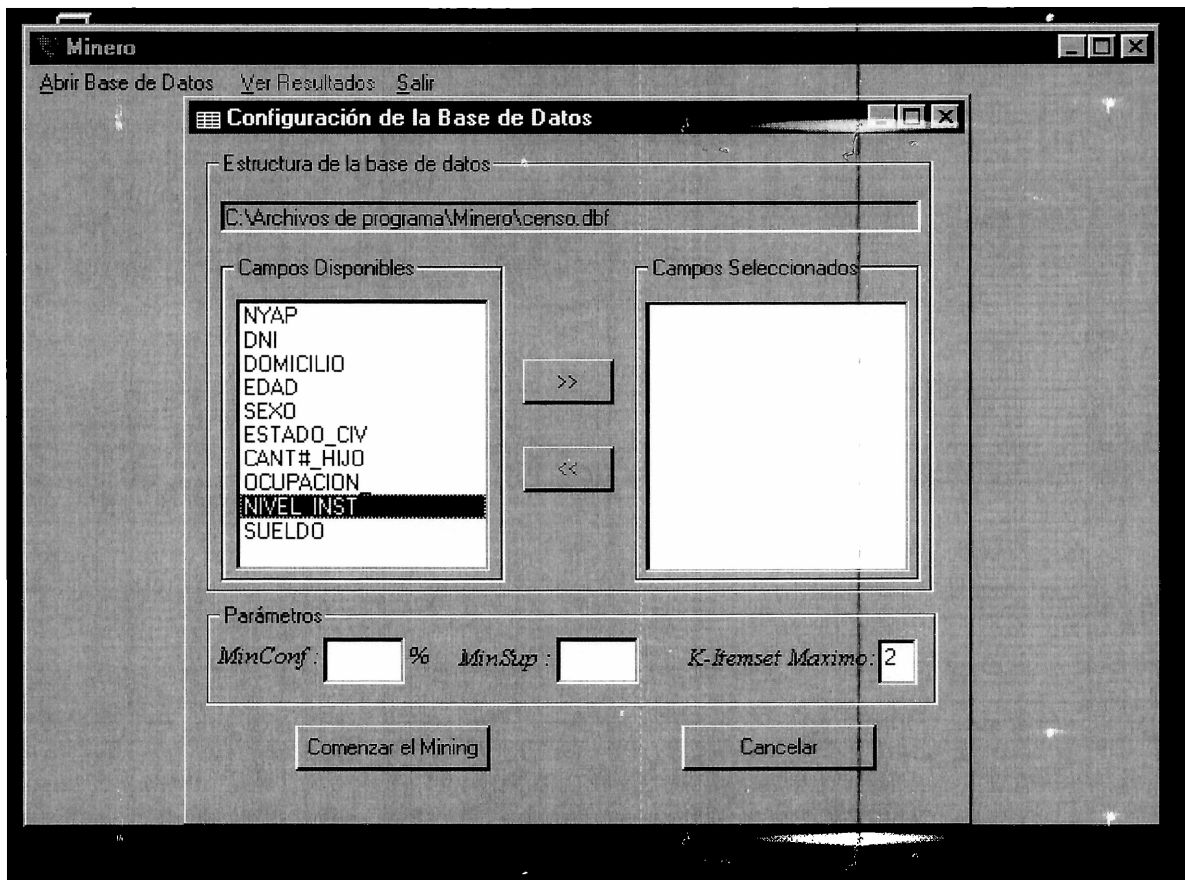 Minero
Abrir Base de Datos Ver Resultados Salir
Configuración de la Base de Datos
Estructura de la base de datos
C:\Archivos de programa\Minero\censo.dbf
Campos Disponibles
Campos Seleccionados
NYAP
DNI
DOMICILIO
EDAD
SEXO
ESTADO_CIV
CANT#_HIJO
OCUPACION_
NIVEL_INST
SUELDO
>>
<<
Parámetros
MinConf : % MinSup : K-Itemset Maximo: 2
Comenzar el Mining
Cancelar